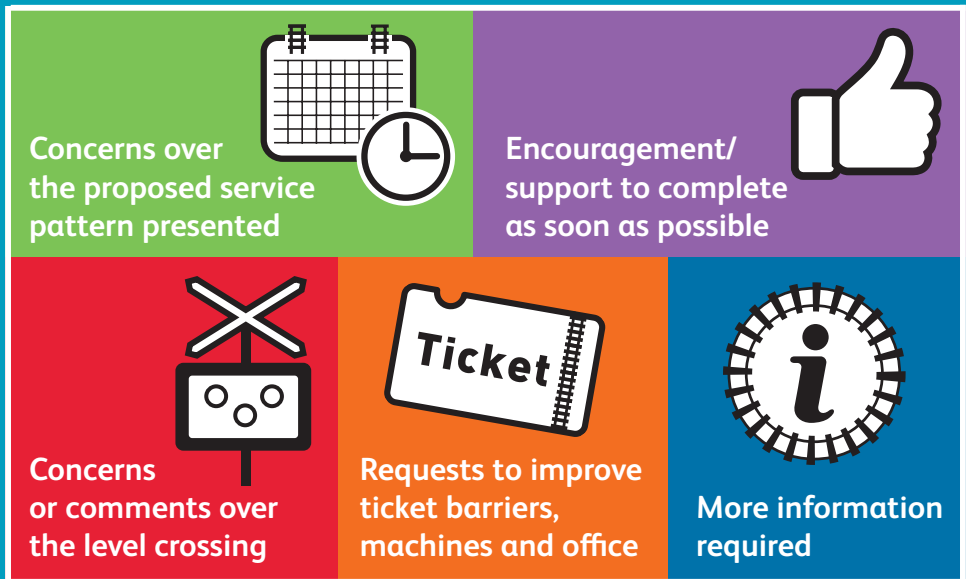 Concerns over
the proposed service
pattern presented
Encouragement/
support to complete
as soon as possible
Concerns
or comments over
the level crossing
Ticket
Requests to improve
ticket barriers,
machines and office
i
More information
required